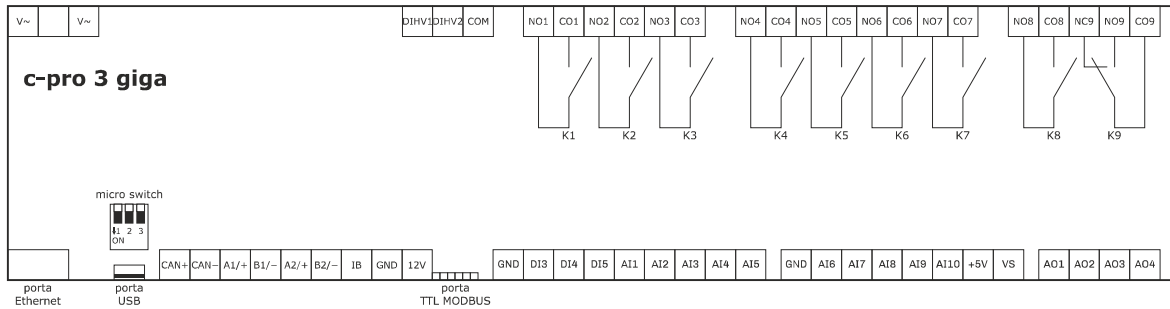 V~ V~ DIHV1 DIHV2 COM NO1 CO1 NO2 CO2 NO3 CO3 NO4 CO4 NO5 CO5 NO6 CO6 NO7 CO7 NO8 CO8 NC9 NO9 CO9
c-pro 3 giga
K1 K2 K3 K4 K5 K6 K7 K8 K9
micro switch
1 2 3
ON
CAN+ CAN- A1/+ B1/- A2/+ B2/- IB GND 12V GND DI3 DI4 DI5 AI1 AI2 AI3 AI4 AI5 GND AI6 AI7 AI8 AI9 AI10 +5V VS AO1 AO2 AO3 AO4
porta
Ethernet
porta
USB
porta
TTL MODBUS